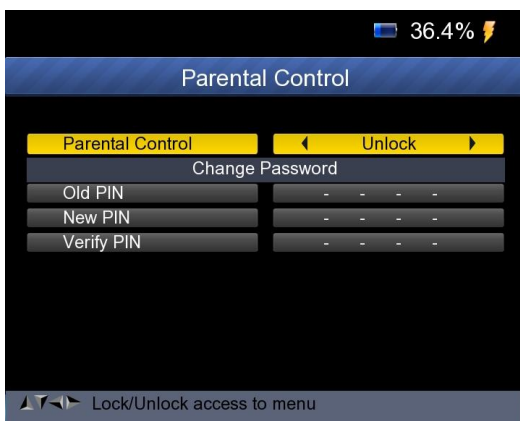 36.4%
Parental Control
Parental Control Unlock
Change Password
Old PIN - - - -
New PIN - - - -
Verify PIN - - - -
Lock/Unlock access to menu